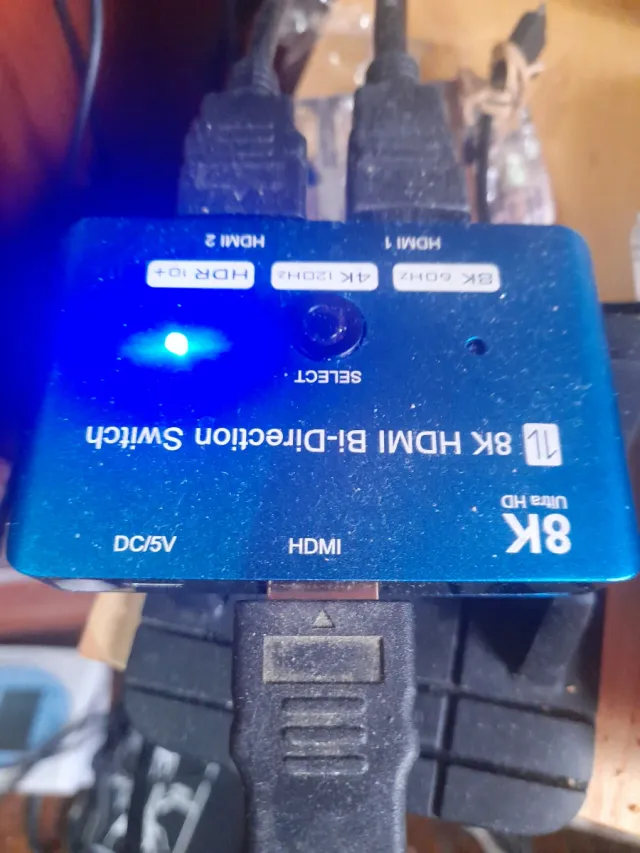 HDMI 1
HDMI 2
8K 60Hz
4K 120Hz
HDR 10+
SELECT
8K HDMI Bi-Direction Switch
8K
Ultra HD
DC/5V
HDMI